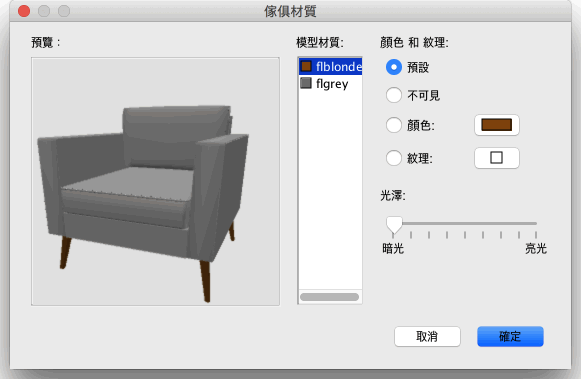 傢俱材質
預覽：
模型材質:
flblonde
flgrey
顏色 和 紋理:
預設
不可見
顏色:
紋理:
光澤:
暗光
亮光
取消
確定